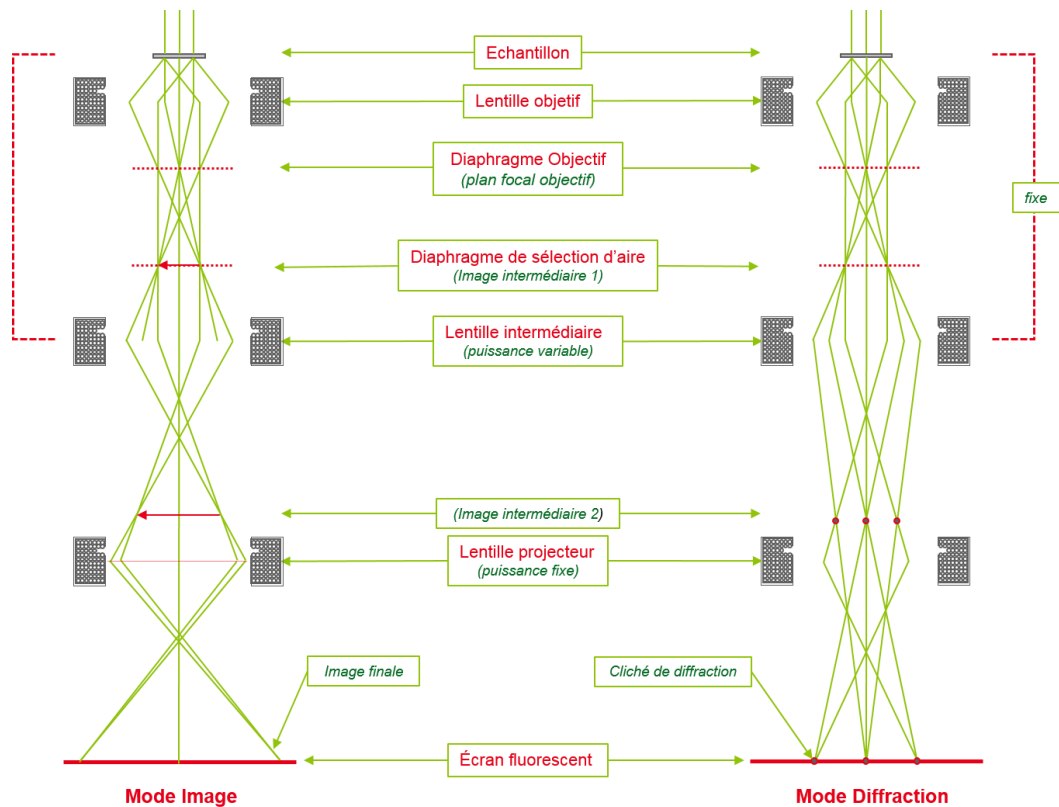 Echantillon
Lentille objetif
Diaphragme Objectif
(plan focal objectif)
fixe
Diaphragme de sélection d'aire
(Image intermédiaire 1)
Lentille intermédiaire
(puissance variable)
(Image intermédiaire 2)
Lentille projecteur
(puissance fixe)
Image finale
Cliché de diffraction
Écran fluorescent
Mode Image
Mode Diffraction